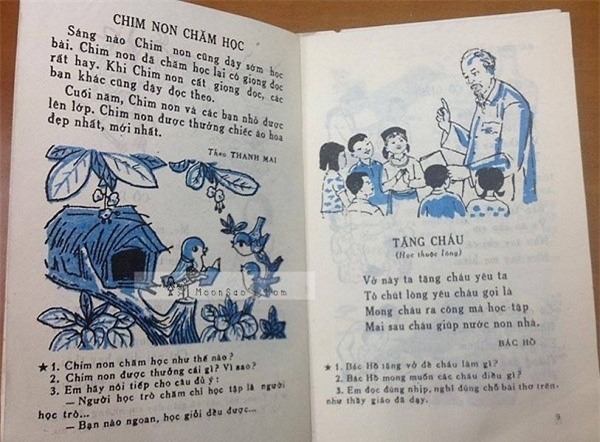 CHIM NON CHĂM HỌC
Sáng nào Chim non cũng dậy sớm học
bài. Chim non đã chăm học lại có giọng đọc
rất hay. Khi Chim non cất giọng đọc, các
bạn khác cũng dậy đọc theo.
Cuối năm, Chim non và các bạn nhỏ được
lên lớp. Chim non được thưởng chiếc áo hoa
đẹp nhất, mới nhất.
Theo THANH MAI
MoonSao .com
★ 1. Chim non chăm học như thế nào?
2. Chim non được thưởng cái gì? Vì sao?
3. Em hãy nói tiếp cho câu đủ ý:
— Người học trò chăm chỉ học tập là người
học trò...
— Bạn nào ngoan, học giỏi đều được...
TẶNG CHÁU
(Học thuộc lòng)
Vở này ta tặng cháu yêu ta
Tỏ chút lòng yêu cháu gọi là
Mong cháu ra công mà học tập
Mai sau cháu giúp nước non nhà.
BÁC HỒ
★ 1. Bác Hồ tặng vở để cháu làm gì?
2. Bác Hồ mong muốn các cháu điều gì?
3. Em đọc đúng nhịp, nghỉ đúng chỗ bài thơ trên,
như thầy giáo đã dạy.
9